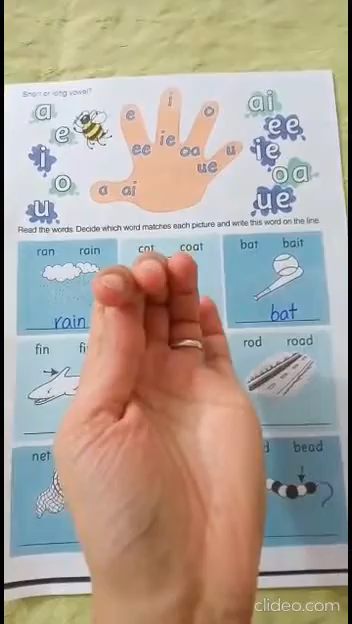 Short or long vowel?
a
e
i
o
u
a
e
i
o
u
ai
ee
ie
oa
ue
ai
ee
ie
oa
ue
Read the words. Decide which word matches each picture and write this word on the line.
ran rain
rain
cot coat
bat bait
bat
fin
rod road
net
bead
clideo.com